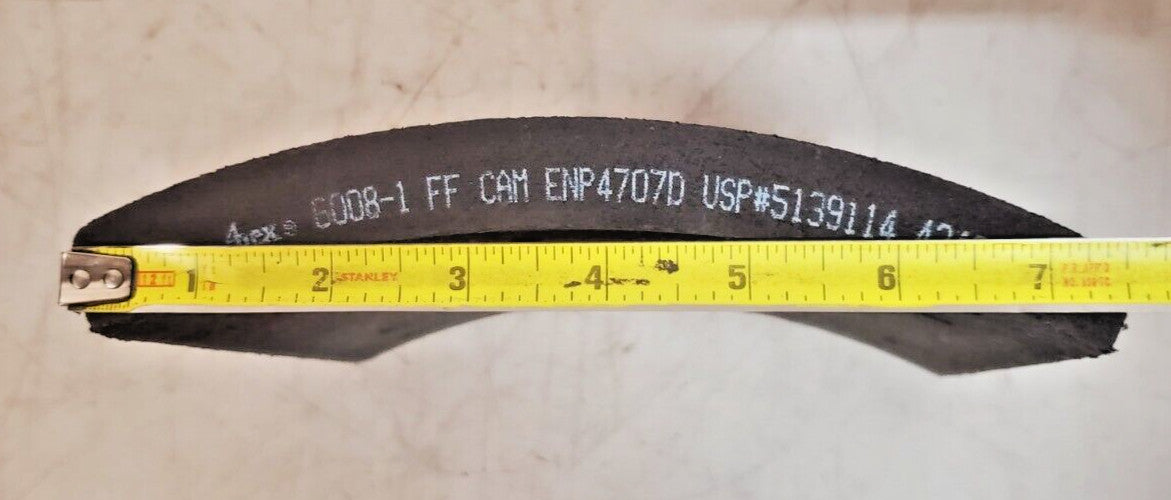 6008-1 FF CAM ENP4707D USP#5139114
1 2 STANLEY 3 4 5 6 7